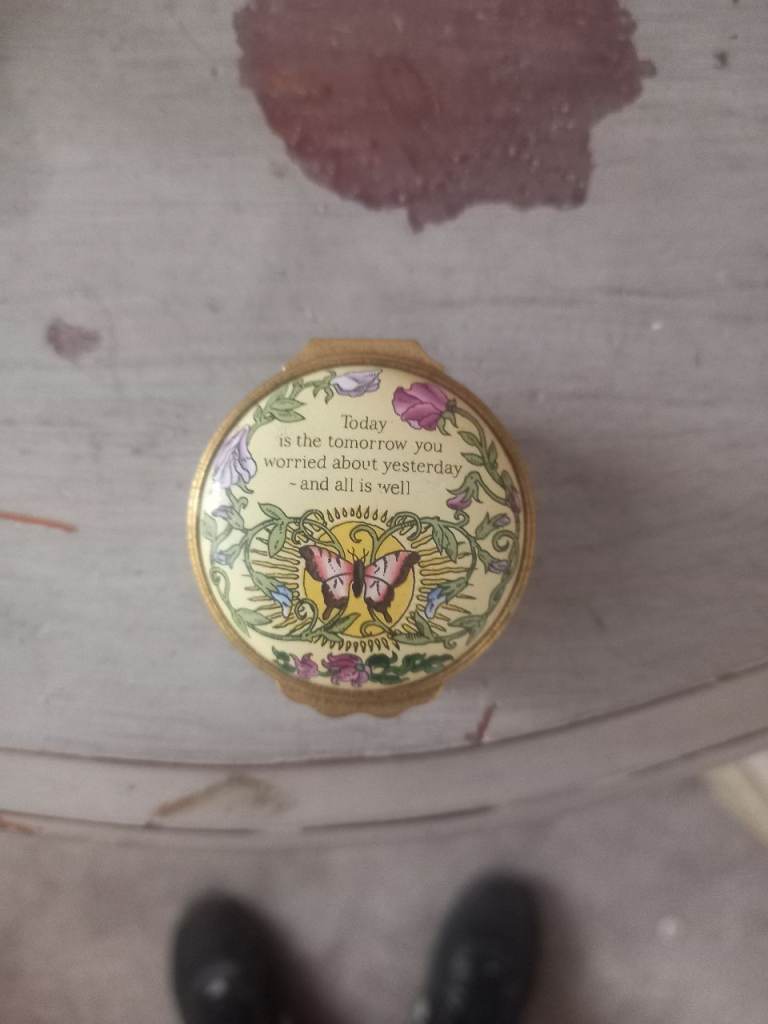 Today
is the tomorrow you
worried about yesterday
~and all is well